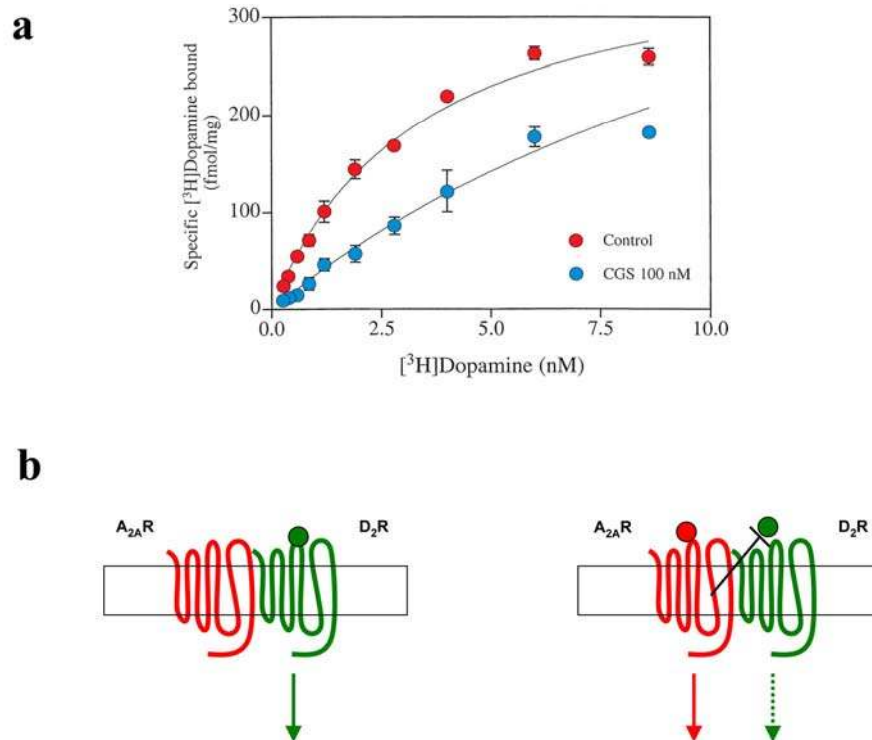 a
300
200
100
0
Specific [³H]Dopamine bound
(fmol/mg)
Control
CGS 100 nM
0.0 2.5 5.0 7.5 10.0
[³H]Dopamine (nM)
b
A₂ₐR D₂R A₂ₐR D₂R